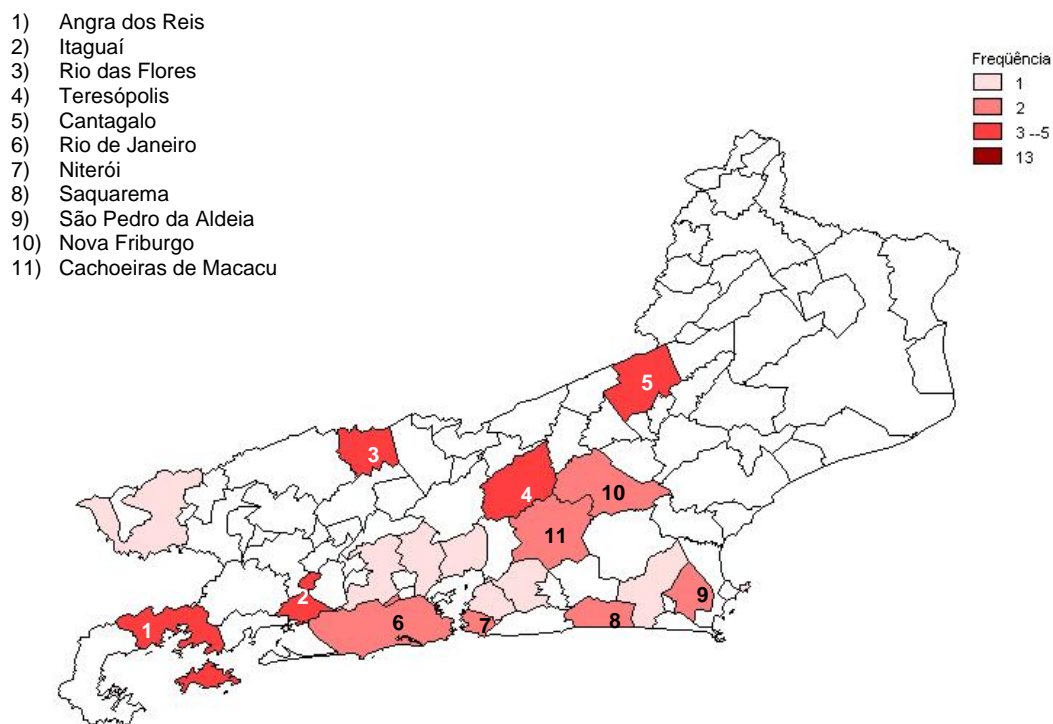 1) Angra dos Reis
2) Itaguaí
3) Rio das Flores
4) Teresópolis
5) Cantagalo
6) Rio de Janeiro
7) Niterói
8) Saquarema
9) São Pedro da Aldeia
10) Nova Friburgo
11) Cachoeiras de Macacu
Freqüência
1
2
3 --5
13
5
3
4
10
11
2
9
1
6
7
8